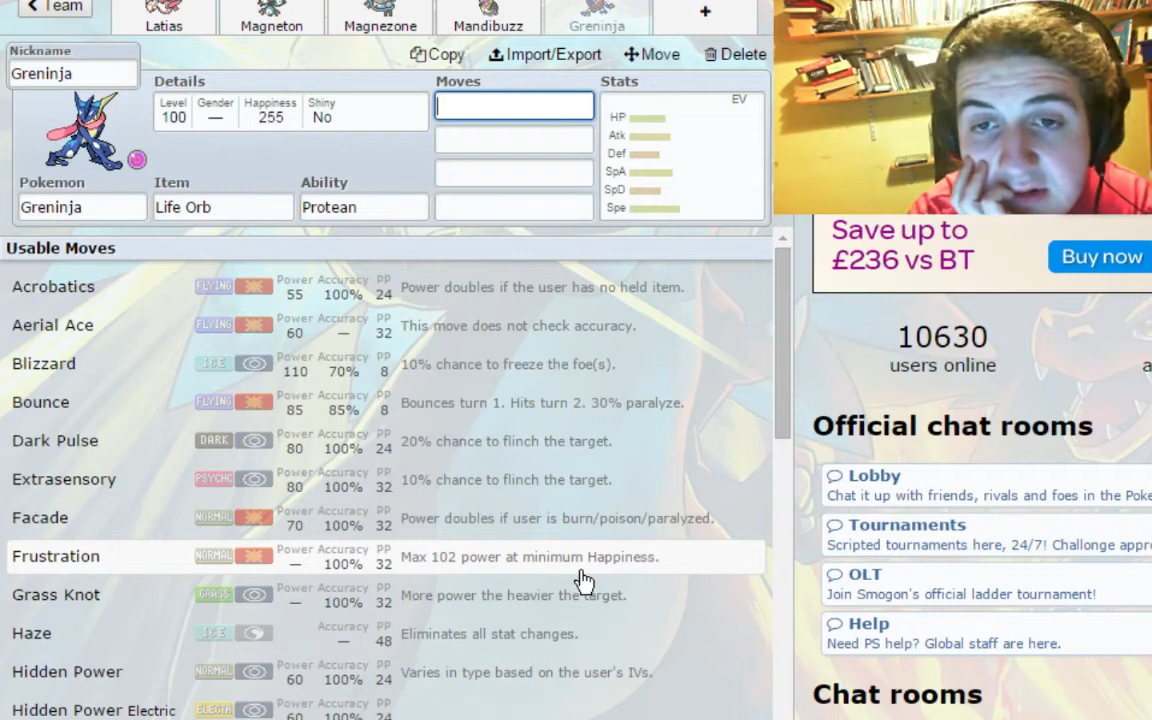 < Team
Latias
Magneton
Magnezone
Mandibuzz
Greninja
+
Copy
Import/Export
Move
Delete
Nickname
Greninja
Details
Level Gender Happiness Shiny
100 — 255 No
Pokemon
Greninja
Item
Life Orb
Ability
Protean
Moves
Stats
EV
HP
Atk
Def
SpA
SpD
Spe
Usable Moves
Acrobatics FLYING Power 55 Accuracy 100% PP 24 Power doubles if the user has no held item.
Aerial Ace FLYING Power 60 Accuracy — PP 32 This move does not check accuracy.
Blizzard ICE Power 110 Accuracy 70% PP 8 10% chance to freeze the foe(s).
Bounce FLYING Power 85 Accuracy 85% PP 8 Bounces turn 1. Hits turn 2. 30% paralyze.
Dark Pulse DARK Power 80 Accuracy 100% PP 24 20% chance to flinch the target.
Extrasensory PSYCHC Power 80 Accuracy 100% PP 32 10% chance to flinch the target.
Facade NORMAL Power 70 Accuracy 100% PP 32 Power doubles if user is burn/poison/paralyzed.
Frustration NORMAL Power — Accuracy 100% PP 32 Max 102 power at minimum Happiness.
Grass Knot GRASS Power — Accuracy 100% PP 32 More power the heavier the target.
Haze ICE Accuracy — PP 48 Eliminates all stat changes.
Hidden Power NORMAL Power 60 Accuracy 100% PP 24 Varies in type based on the user's IVs.
Hidden Power Electric ELECTR Power 60 Accuracy 100% PP 24
Save up to
£236 vs BT
Buy now
10630
users online
Official chat rooms
Lobby
Chat it up with friends, rivals and foes in the Poke
Tournaments
Scripted tournaments here, 24/7! Challonge appro
OLT
Join Smogon's official ladder tournament!
Help
Need PS help? Global staff are here.
Chat rooms